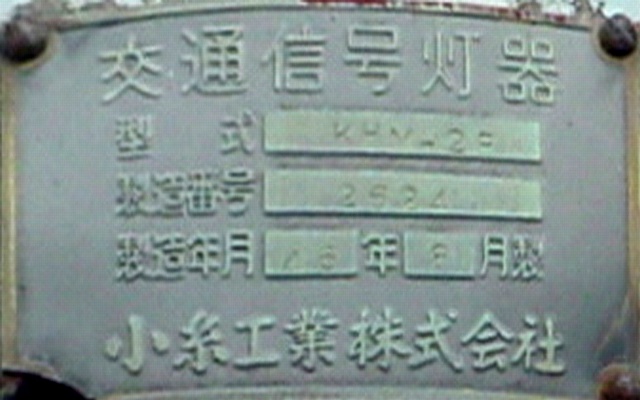 交通信号灯器
型式
製造番号
製造年月 年 月製
小糸工業株式会社